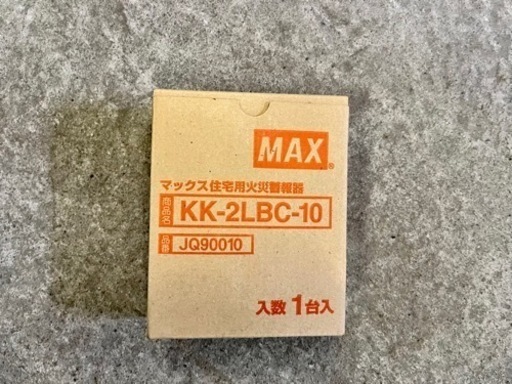 MAX®
マックス住宅用火災警報器
商品名 KK-2LBC-10
品番 JQ90010
入数 1台入